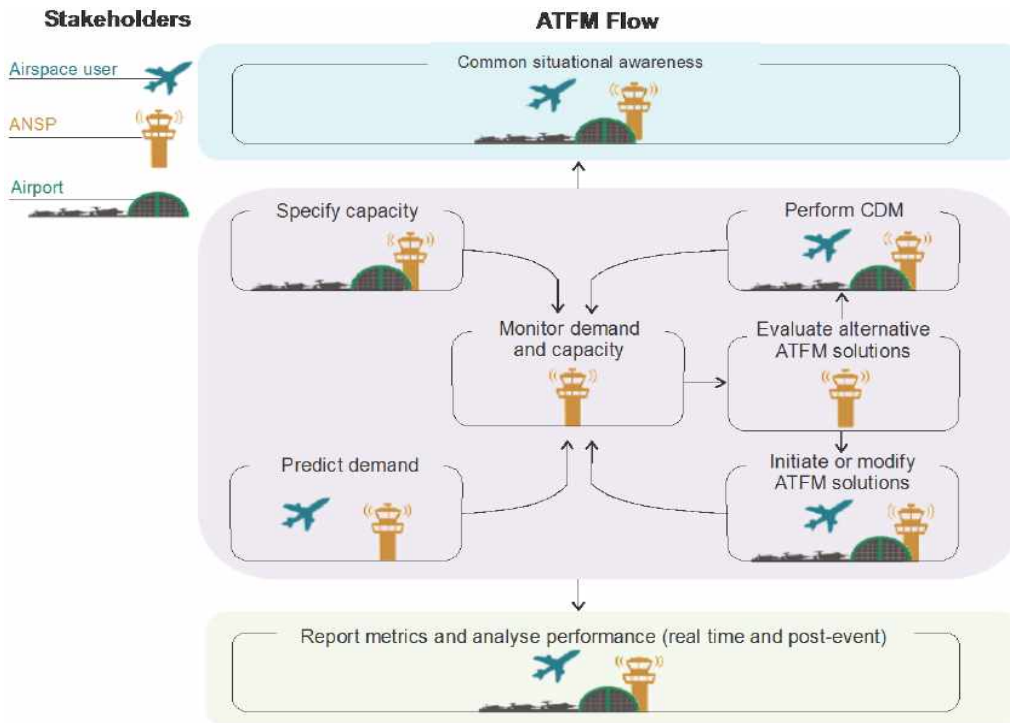 Stakeholders
ATFM Flow
Airspace user
ANSP
Airport
Common situational awareness
Specify capacity
Perform CDM
Monitor demand
and capacity
Evaluate alternative
ATFM solutions
Predict demand
Initiate or modify
ATFM solutions
Report metrics and analyse performance (real time and post-event)